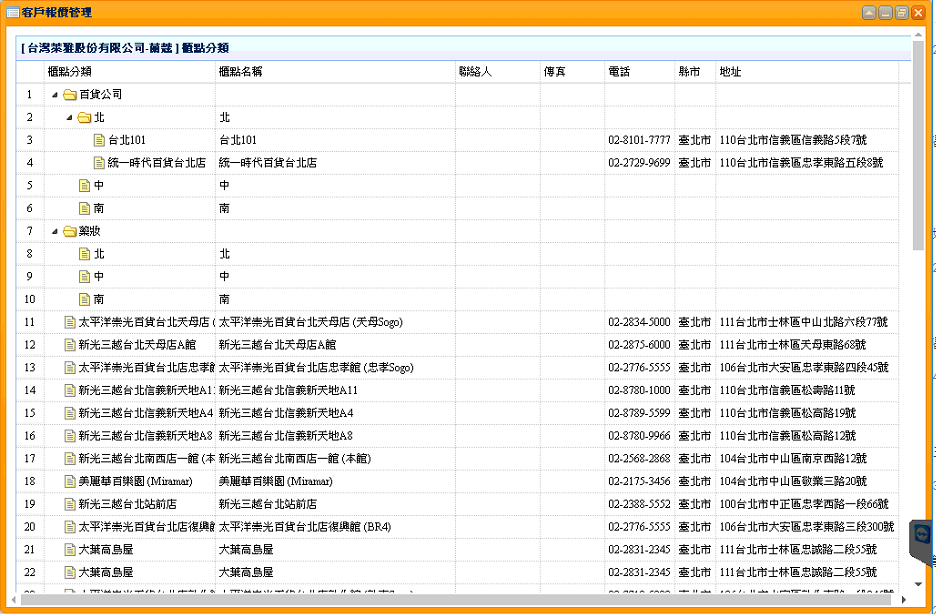 客戶報價管理
[ 台灣萊雅股份有限公司-蘭蔻 ] 櫃點分類
櫃點分類 櫃點名稱 聯絡人 傳真 電話 縣市 地址
1 百貨公司
2 北 北
3 台北101 台北101 02-8101-7777 臺北市 110台北市信義區信義路5段7號
4 統一時代百貨台北店 統一時代百貨台北店 02-2729-9699 臺北市 110台北市信義區忠孝東路五段8號
5 中 中
6 南 南
7 藥妝
8 北 北
9 中 中
10 南 南
11 太平洋崇光百貨台北天母店 ( 太平洋崇光百貨台北天母店 (天母Sogo) 02-2834-5000 臺北市 111台北市士林區中山北路六段77號
12 新光三越台北天母店A館 新光三越台北天母店A館 02-2875-6000 臺北市 111台北市士林區天母東路68號
13 太平洋崇光百貨台北店忠孝館 太平洋崇光百貨台北店忠孝館 (忠孝Sogo) 02-2776-5555 臺北市 106台北市大安區忠孝東路四段45號
14 新光三越台北信義新天地A11 新光三越台北信義新天地A11 02-8780-1000 臺北市 110台北市信義區松壽路11號
15 新光三越台北信義新天地A4 新光三越台北信義新天地A4 02-8789-5599 臺北市 110台北市信義區松高路19號
16 新光三越台北信義新天地A8 新光三越台北信義新天地A8 02-8780-9966 臺北市 110台北市信義區松高路12號
17 新光三越台北南西店一館 (本 新光三越台北南西店一館 (本館) 02-2568-2868 臺北市 104台北市中山區南京西路12號
18 美麗華百樂園 (Miramar) 美麗華百樂園 (Miramar) 02-2175-3456 臺北市 104台北市中山區敬業三路20號
19 新光三越台北站前店 新光三越台北站前店 02-2388-5552 臺北市 100台北市中正區忠孝西路一段66號
20 太平洋崇光百貨台北店復興館 太平洋崇光百貨台北店復興館 (BR4) 02-2776-5555 臺北市 106台北市大安區忠孝東路三段300號
21 大葉高島屋 大葉高島屋 02-2831-2345 臺北市 111台北市士林區忠誠路二段55號
22 大葉高島屋 大葉高島屋 02-2831-2345 臺北市 111台北市士林區忠誠路二段55號